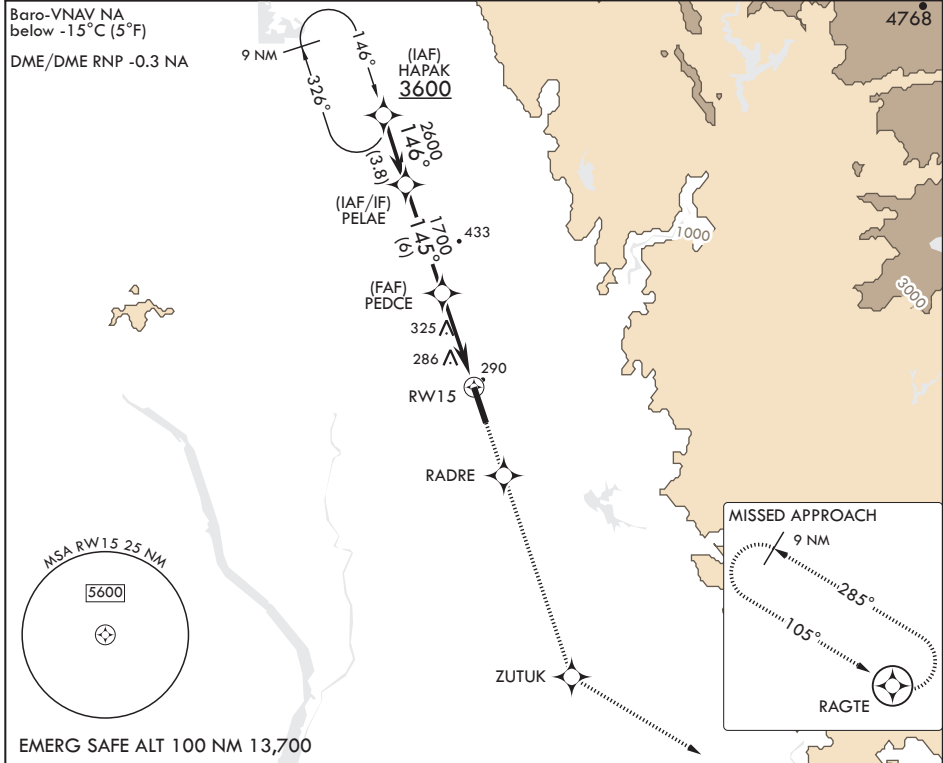 Baro-VNAV NA
below -15°C (5°F)
DME/DME RNP -0.3 NA
4768
9 NM
146°
326°
(IAF)
HAPAK
3600
2600
146°
(3.8)
(IAF/IF)
PELAE
1700
145°
(6)
433
1000
3000
(FAF)
PEDCE
325
286
290
RW15
RADRE
MISSED APPROACH
9 NM
285°
105°
RAGTE
MSA RW15 25 NM
5600
ZUTUK
EMERG SAFE ALT 100 NM 13,700